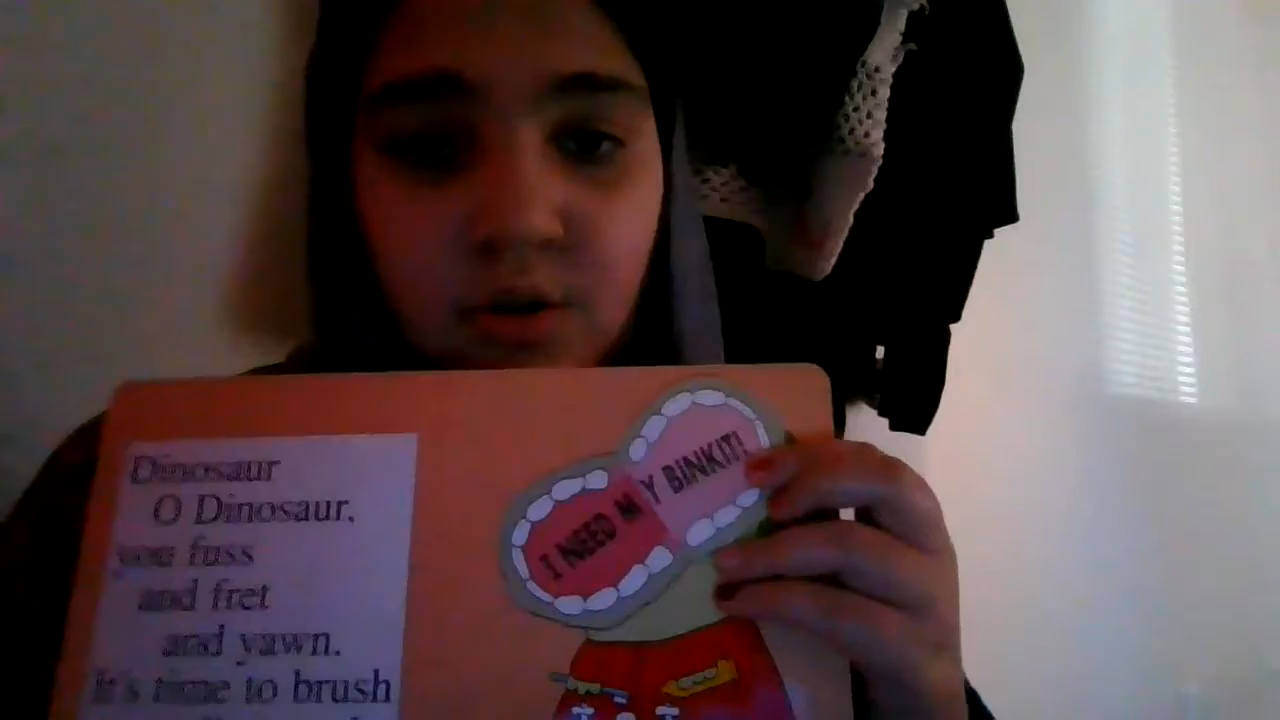 Dinosaur
O Dinosaur,
you fuss
and fret
and yawn.
It's time to brush
I NEED MY BINKIT!